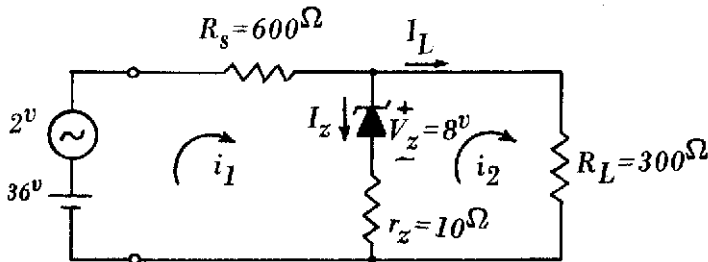 R_s=600Ω
I_L
2^v
I_z
+
V_z=8^v
−
i_1
i_2
R_L=300Ω
36^v
r_z=10Ω